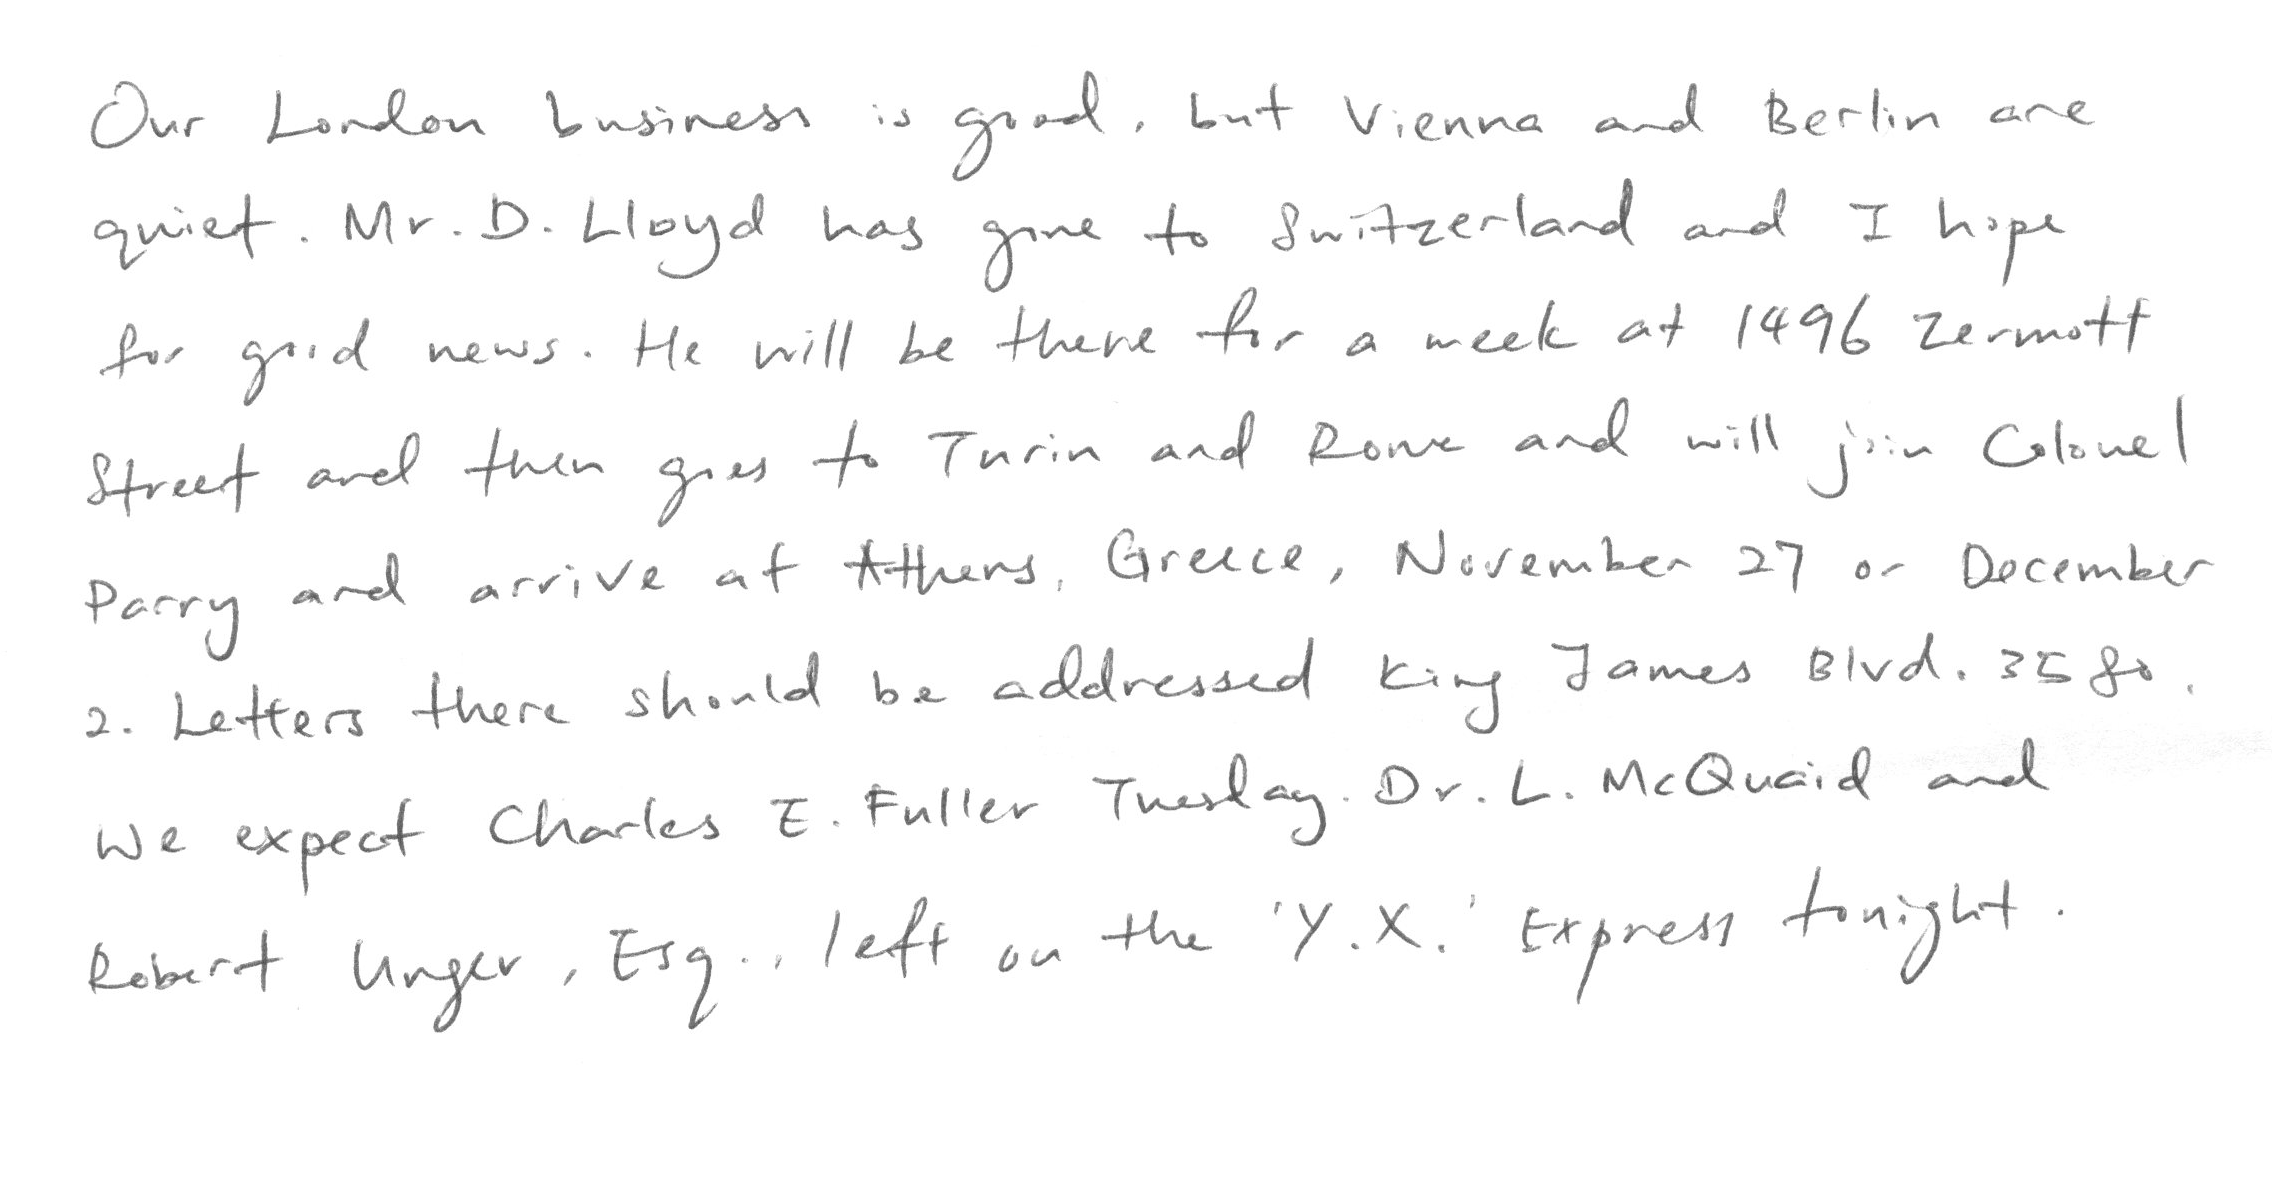 Our London business is good, but Vienna and Berlin are
quiet. Mr. D. Lloyd has gone to Switzerland and I hope
for good news. He will be there for a week at 1496 Zermott
Street and then goes to Turin and Rome and will join Colonel
Parry and arrive at Athens, Greece, November 27 or December
2. Letters there should be addressed King James Blvd. 3580.
We expect Charles E. Fuller Tuesday. Dr. L. McQuaid and
Robert Unger, Esq., left on the 'Y.X.' Express tonight.